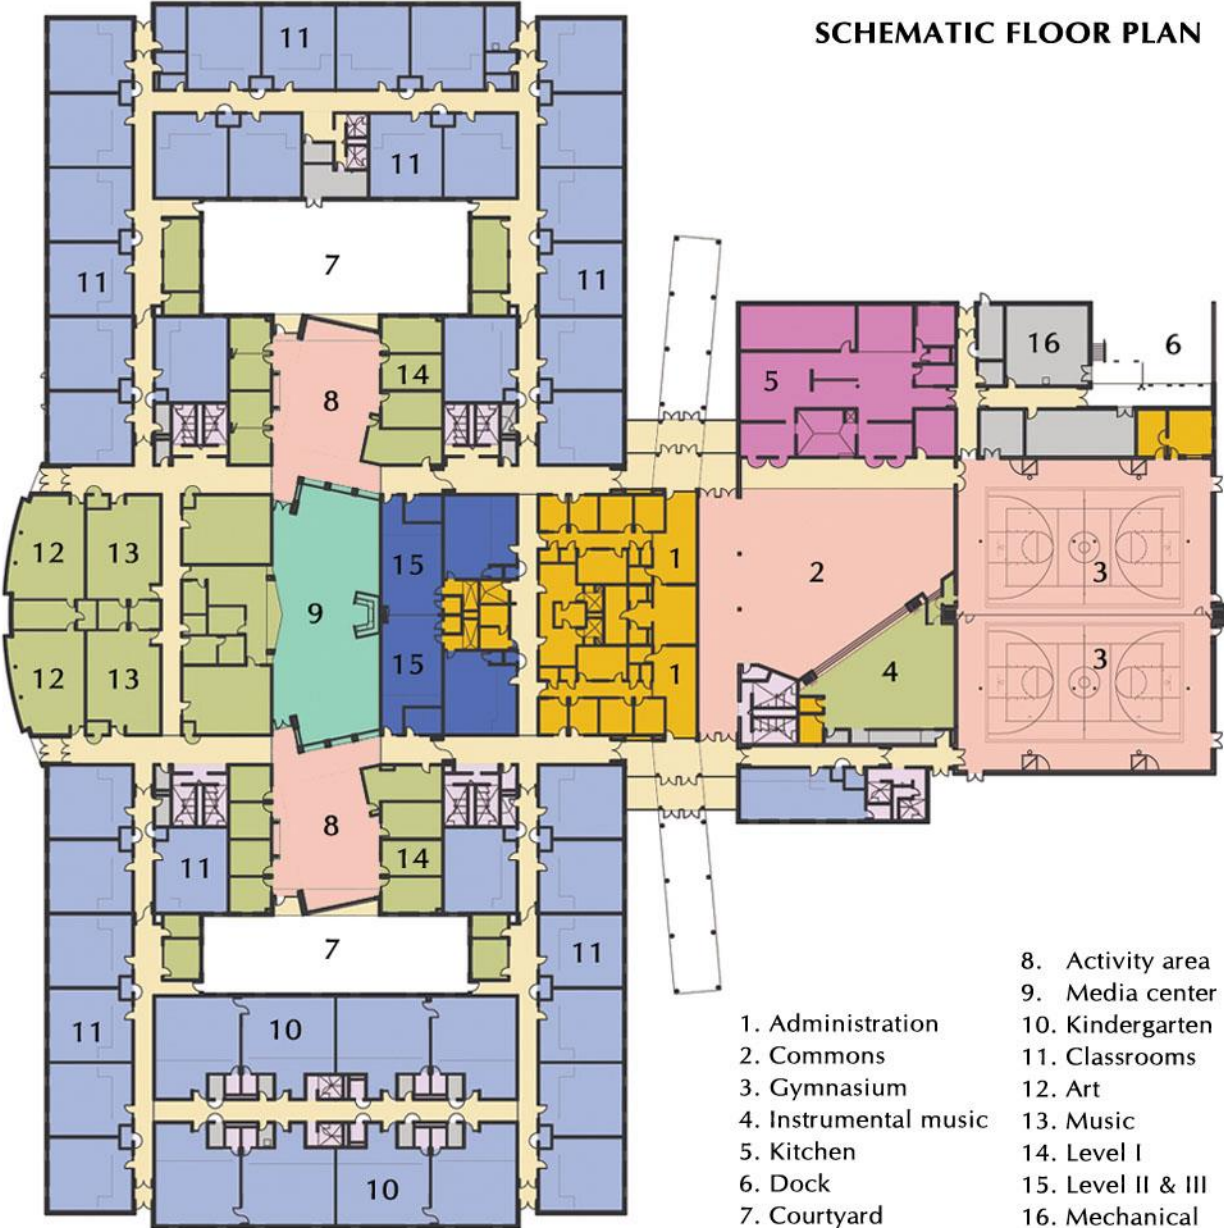 SCHEMATIC FLOOR PLAN
11
11
7
11
11
16
6
14
5
8
12
13
15
1
2
3
9
12
13
15
1
4
3
8
11
14
7
11
11
10
10
1. Administration
2. Commons
3. Gymnasium
4. Instrumental music
5. Kitchen
6. Dock
7. Courtyard
8. Activity area
9. Media center
10. Kindergarten
11. Classrooms
12. Art
13. Music
14. Level I
15. Level II & III
16. Mechanical